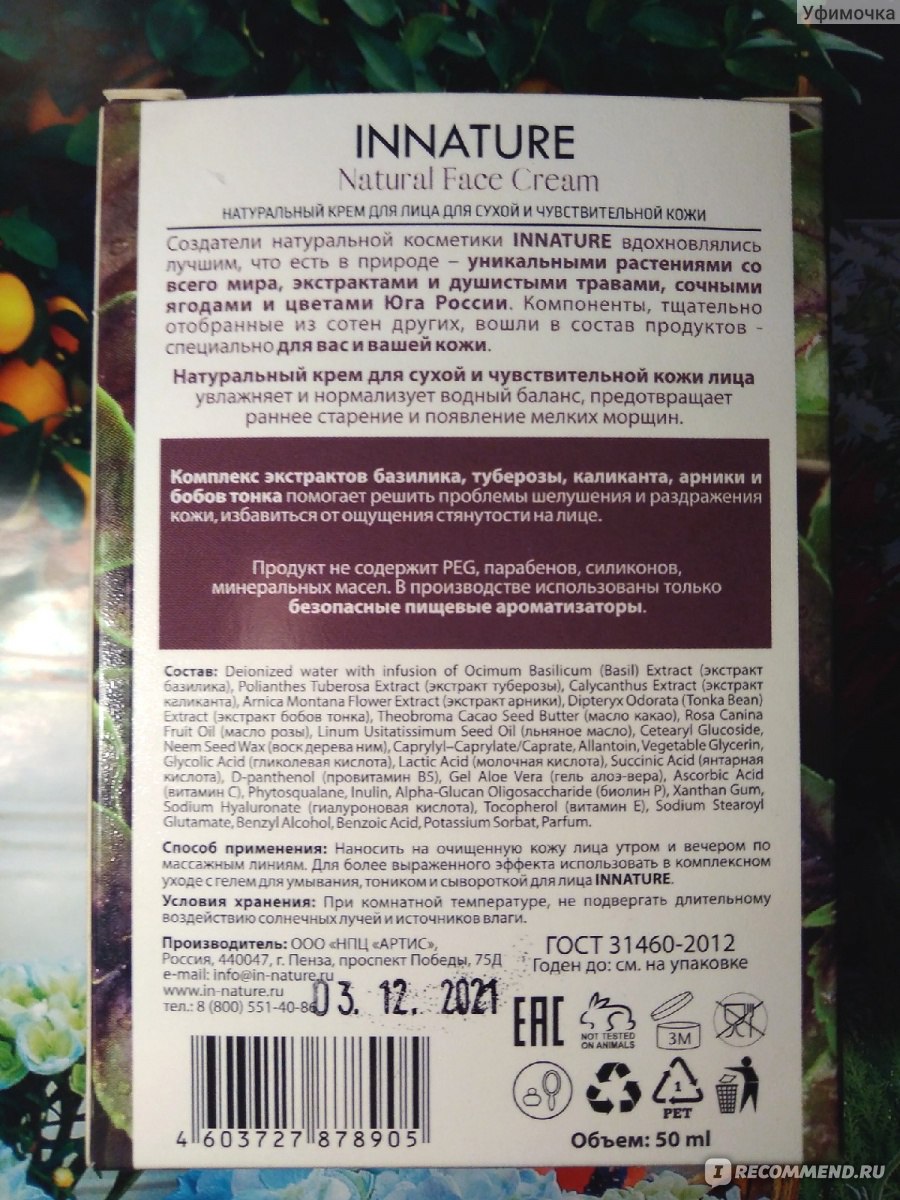 Уфимочка
INNATURE
Natural Face Cream
НАТУРАЛЬНЫЙ КРЕМ ДЛЯ ЛИЦА ДЛЯ СУХОЙ И ЧУВСТВИТЕЛЬНОЙ КОЖИ
Создатели натуральной косметики INNATURE вдохновлялись
лучшим, что есть в природе – уникальными растениями со
всего мира, экстрактами и душистыми травами, сочными
ягодами и цветами Юга России. Компоненты, тщательно
отобранные из сотен других, вошли в состав продуктов -
специально для вас и вашей кожи.
Натуральный крем для сухой и чувствительной кожи лица
увлажняет и нормализует водный баланс, предотвращает
раннее старение и появление мелких морщин.
Комплекс экстрактов базилика, туберозы, каликанта, арники и
бобов тонка помогает решить проблемы шелушения и раздражения
кожи, избавиться от ощущения стянутости на лице.
Продукт не содержит PEG, парабенов, силиконов,
минеральных масел. В производстве использованы только
безопасные пищевые ароматизаторы.
Состав: Deionized water with infusion of Ocimum Basilicum (Basil) Extract (экстракт
базилика), Polianthes Tuberosa Extract (экстракт туберозы), Calycanthus Extract (экстракт
каликанта), Arnica Montana Flower Extract (экстракт арники), Dipteryx Odorata (Tonka Bean)
Extract (экстракт бобов тонка), Theobroma Cacao Seed Butter (масло какао), Rosa Canina
Fruit Oil (масло розы), Linum Usitatissimum Seed Oil (льняное масло), Cetearyl Glucoside,
Neem Seed Wax (воск дерева ним), Caprylyl–Caprylate/Caprate, Allantoin, Vegetable Glycerin,
Glycolic Acid (гликолевая кислота), Lactic Acid (молочная кислота), Succinic Acid (янтарная
кислота), D-panthenol (провитамин B5), Gel Aloe Vera (гель алоэ-вера), Ascorbic Acid
(витамин C), Phytosqualane, Inulin, Alpha-Glucan Oligosaccharide (биолин P), Xanthan Gum,
Sodium Hyaluronate (гиалуроновая кислота), Tocopherol (витамин E), Sodium Stearoyl
Glutamate, Benzyl Alcohol, Benzoic Acid, Potassium Sorbat, Parfum.
Способ применения: Наносить на очищенную кожу лица утром и вечером по
массажным линиям. Для более выраженного эффекта использовать в комплексном
уходе с гелем для умывания, тоником и сывороткой для лица INNATURE.
Условия хранения: При комнатной температуре, не подвергать длительному
воздействию солнечных лучей и источников влаги.
Производитель: ООО «НПЦ «АРТИС»,
Россия, 440047, г. Пенза, проспект Победы, 75Д
e-mail: info@in-nature.ru
www.in-nature.ru
тел.: 8 (800) 551-40-86
03. 12. 2021
ГОСТ 31460-2012
Годен до: см. на упаковке
EAC
NOT TESTED
ON ANIMALS
3M
1
PET
4 603727 878905
Объем: 50 ml
IRECOMMEND.RU